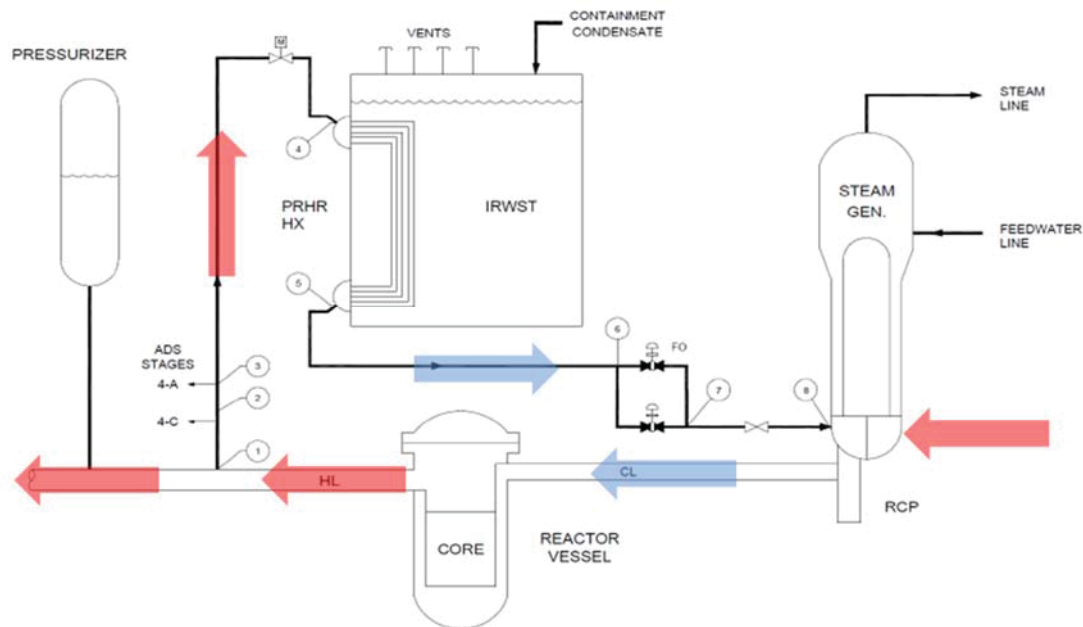 CONTAINMENT
CONDENSATE
VENTS
M
PRESSURIZER
STEAM
LINE
4
PRHR
HX
IRWST
STEAM
GEN.
FEEDWATER
LINE
5
ADS
STAGES
6
FO
3
4-A
7
8
2
4-C
1
HL
CL
RCP
CORE
REACTOR
VESSEL